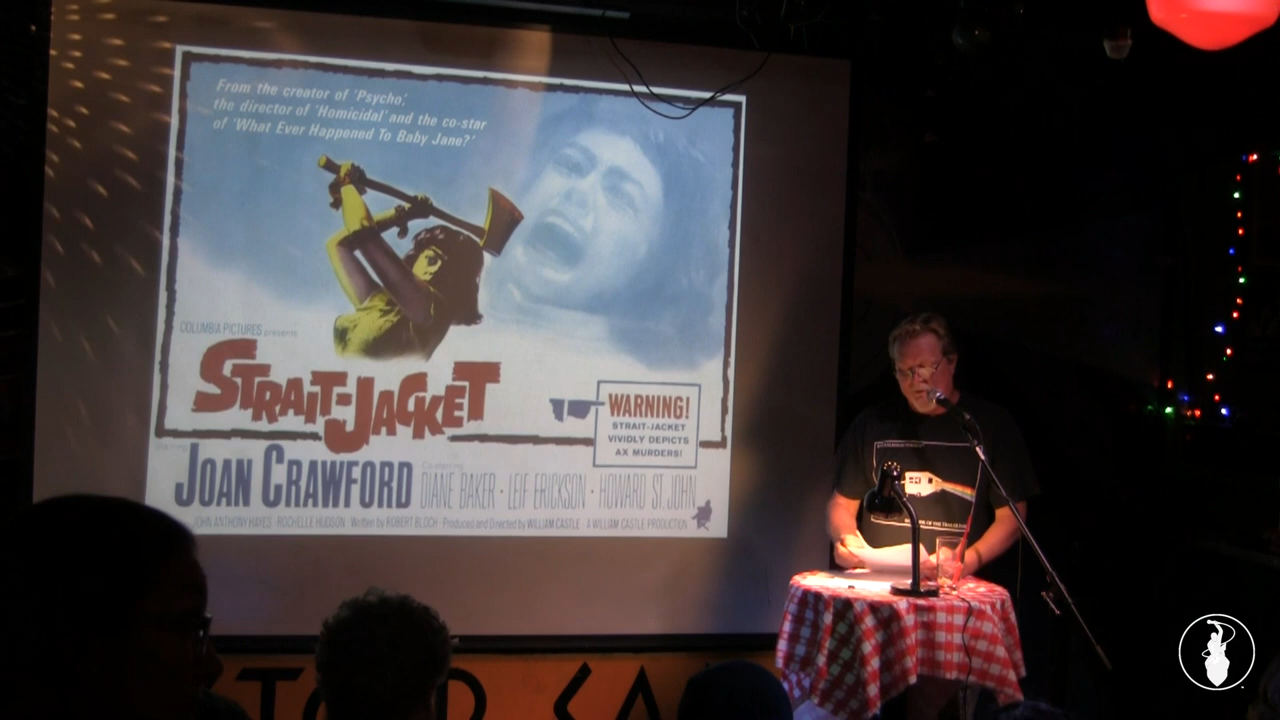 From the creator of 'Psycho,'
the director of 'Homicidal' and the co-star
of 'What Ever Happened To Baby Jane?'
COLUMBIA PICTURES presents
STRAIT-JACKET
WARNING!
STRAIT-JACKET
VIVIDLY DEPICTS
AX MURDERS!
JOAN CRAWFORD
Co-starring
DIANE BAKER · LEIF ERICKSON · HOWARD ST. JOHN
JOHN ANTHONY HAYES · ROCHELLE HUDSON · Written by ROBERT BLOCH · Produced and Directed by WILLIAM CASTLE · A WILLIAM CASTLE PRODUCTION